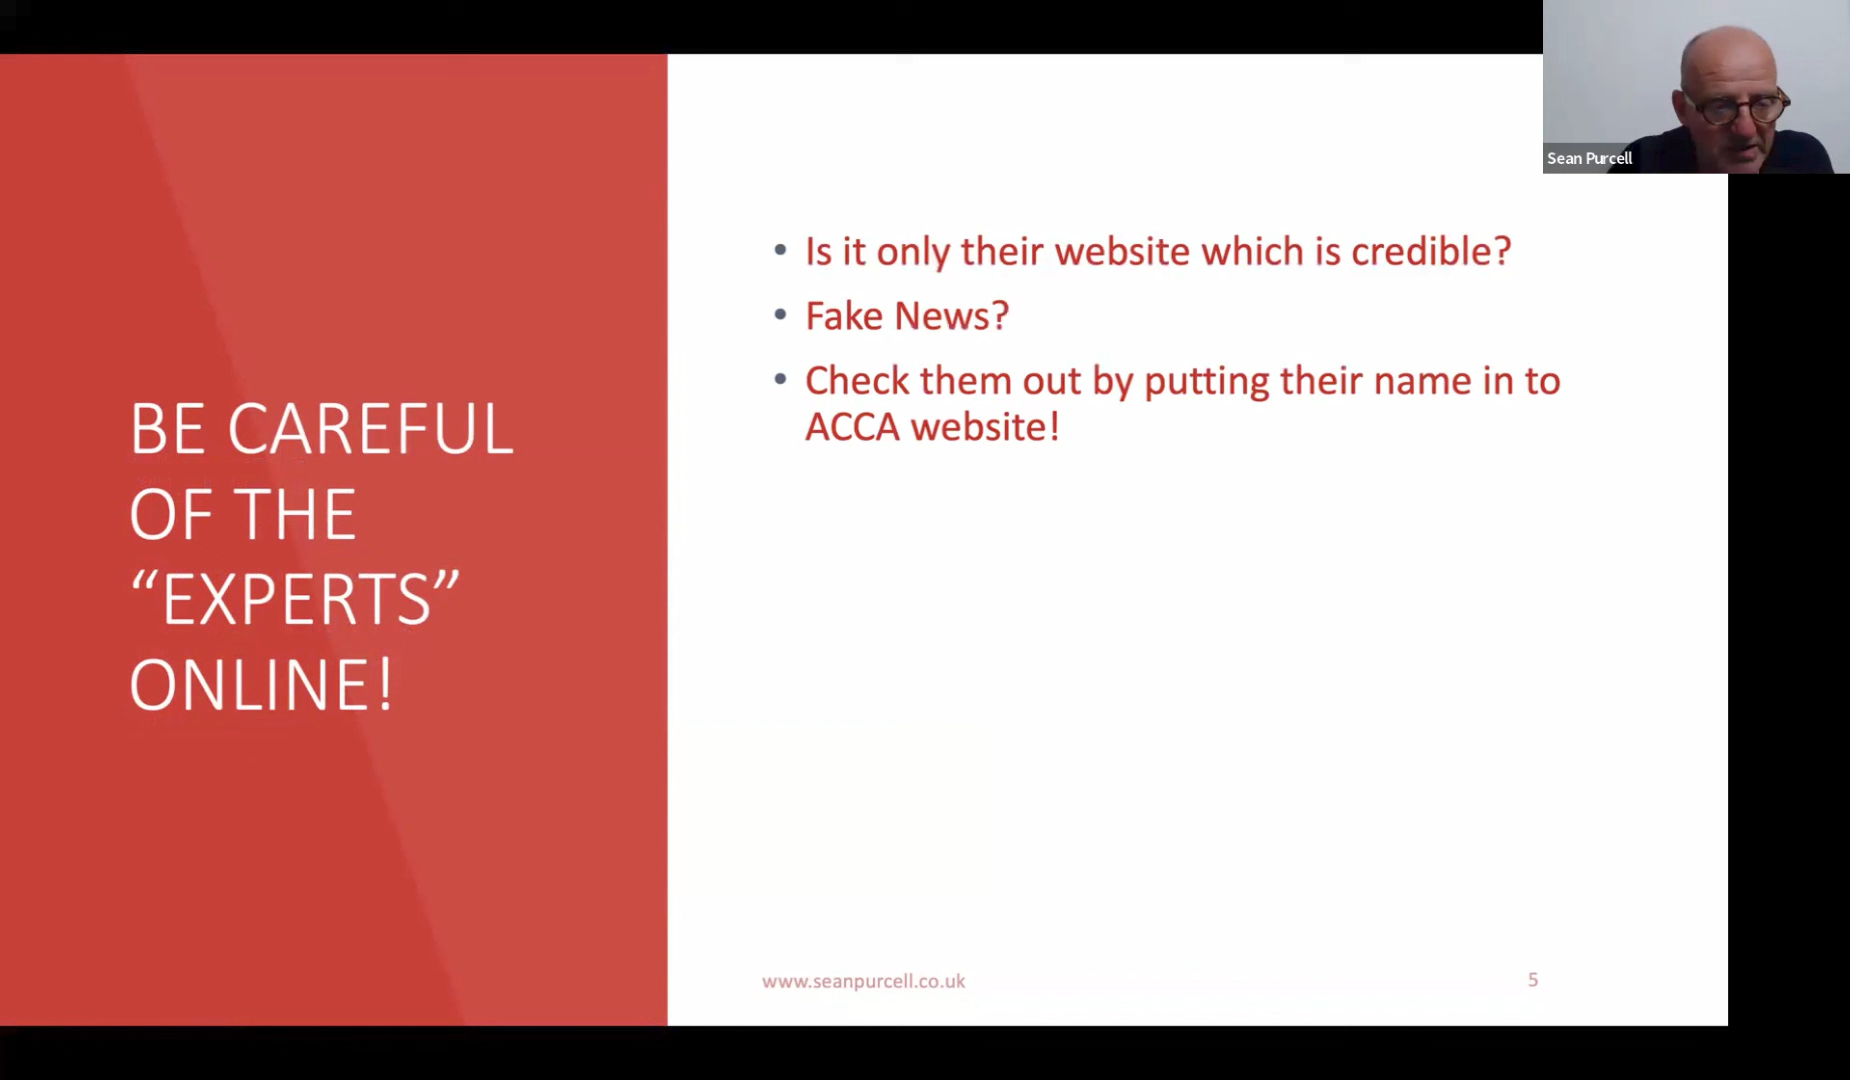 Sean Purcell
BE CAREFUL
OF THE
“EXPERTS”
ONLINE!
• Is it only their website which is credible?
• Fake News?
• Check them out by putting their name in to
ACCA website!
www.seanpurcell.co.uk
5